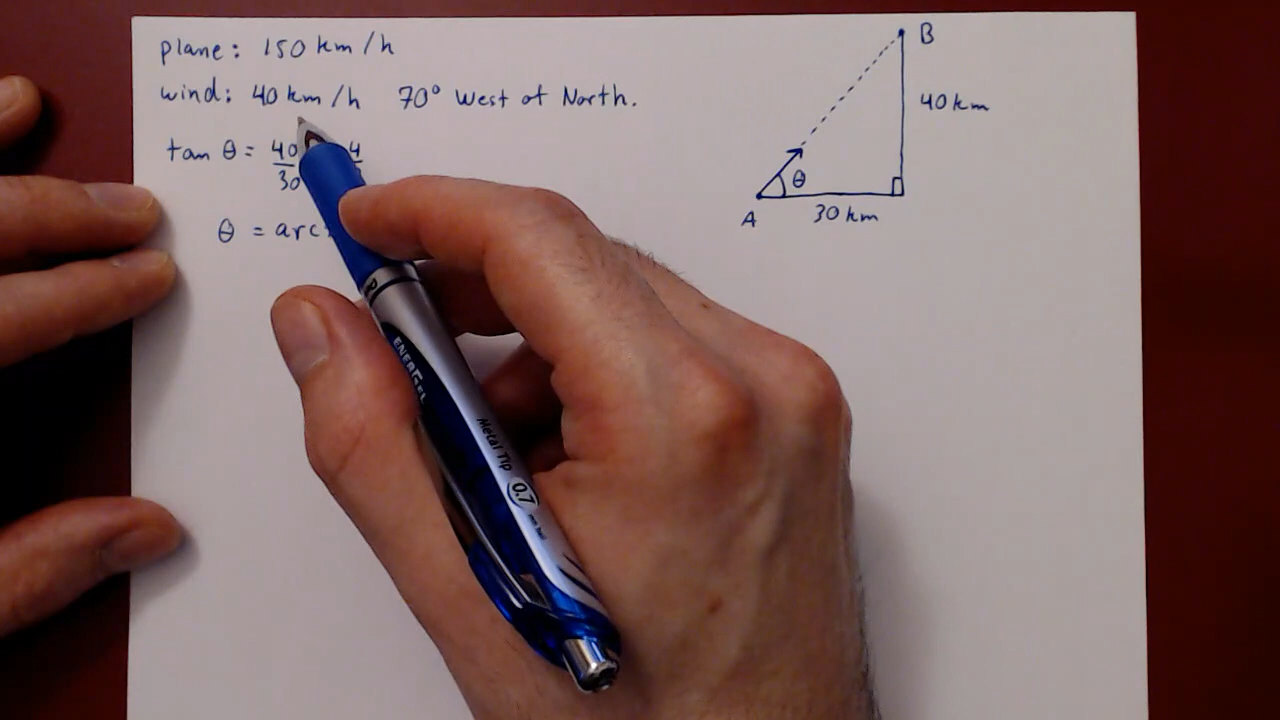 plane: 150 km/h
wind: 40 km/h 70° West of North.
tan θ = 40/30 4
θ = arc
B
40 km
θ
A
30 km
ENERGEL
Metal Tip
0.7